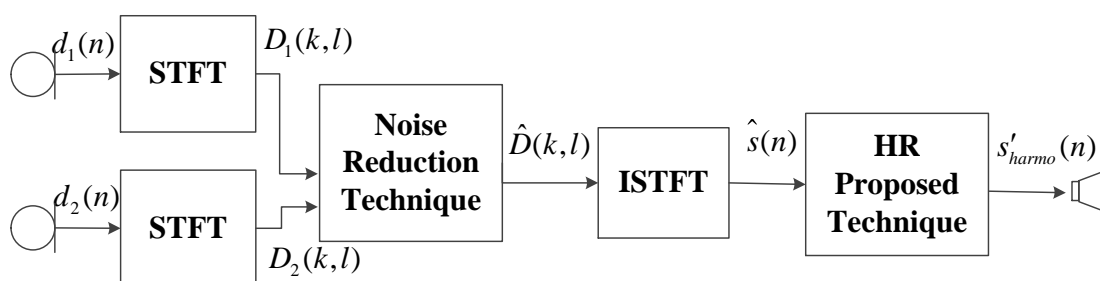 d₁(n)
STFT
D₁(k,l)
d₂(n)
STFT
D₂(k,l)
Noise
Reduction
Technique
D̂(k,l)
ISTFT
ŝ(n)
HR
Proposed
Technique
s′harmo(n)